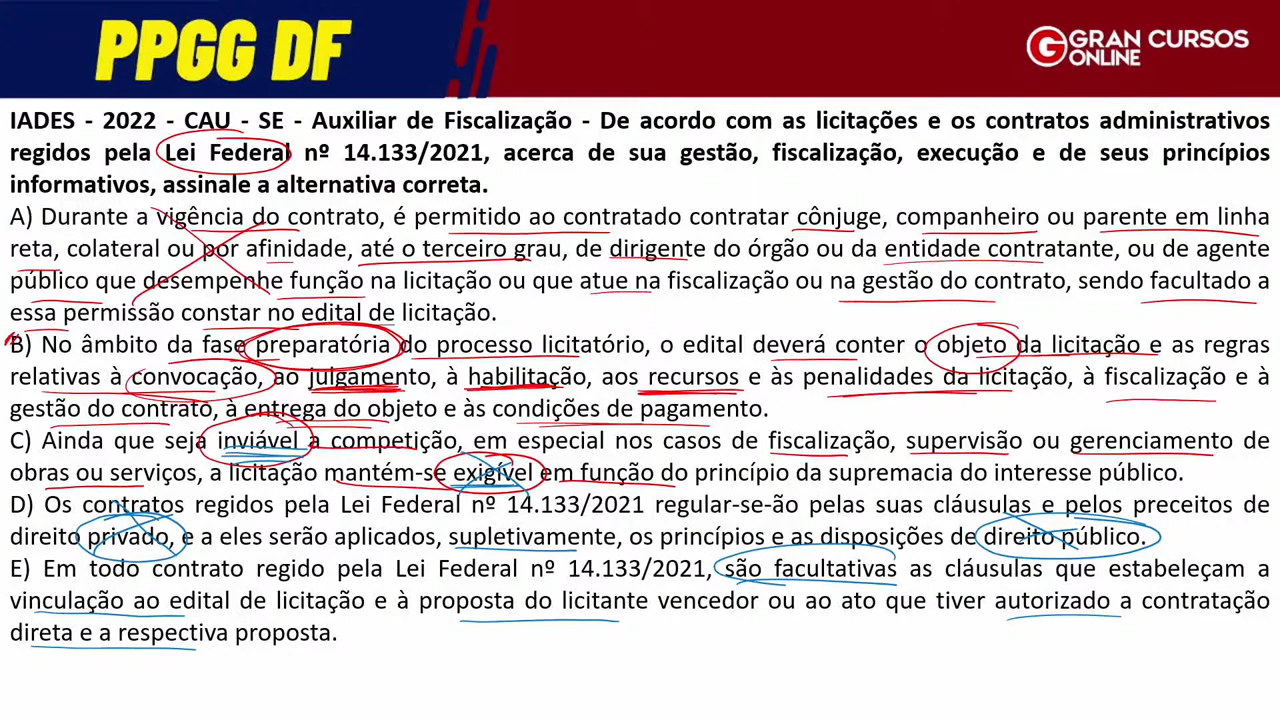 PPGG DF
GRAN CURSOS
ONLINE
IADES - 2022 - CAU - SE - Auxiliar de Fiscalização - De acordo com as licitações e os contratos administrativos
regidos pela Lei Federal nº 14.133/2021, acerca de sua gestão, fiscalização, execução e de seus princípios
informativos, assinale a alternativa correta.
A) Durante a vigência do contrato, é permitido ao contratado contratar cônjuge, companheiro ou parente em linha
reta, colateral ou por afinidade, até o terceiro grau, de dirigente do órgão ou da entidade contratante, ou de agente
público que desempenhe função na licitação ou que atue na fiscalização ou na gestão do contrato, sendo facultado a
essa permissão constar no edital de licitação.
B) No âmbito da fase preparatória do processo licitatório, o edital deverá conter o objeto da licitação e as regras
relativas à convocação, ao julgamento, à habilitação, aos recursos e às penalidades da licitação, à fiscalização e à
gestão do contrato, à entrega do objeto e às condições de pagamento.
C) Ainda que seja inviável a competição, em especial nos casos de fiscalização, supervisão ou gerenciamento de
obras ou serviços, a licitação mantém-se exigível em função do princípio da supremacia do interesse público.
D) Os contratos regidos pela Lei Federal nº 14.133/2021 regular-se-ão pelas suas cláusulas e pelos preceitos de
direito privado, e a eles serão aplicados, supletivamente, os princípios e as disposições de direito público.
E) Em todo contrato regido pela Lei Federal nº 14.133/2021, são facultativas as cláusulas que estabeleçam a
vinculação ao edital de licitação e à proposta do licitante vencedor ou ao ato que tiver autorizado a contratação
direta e a respectiva proposta.